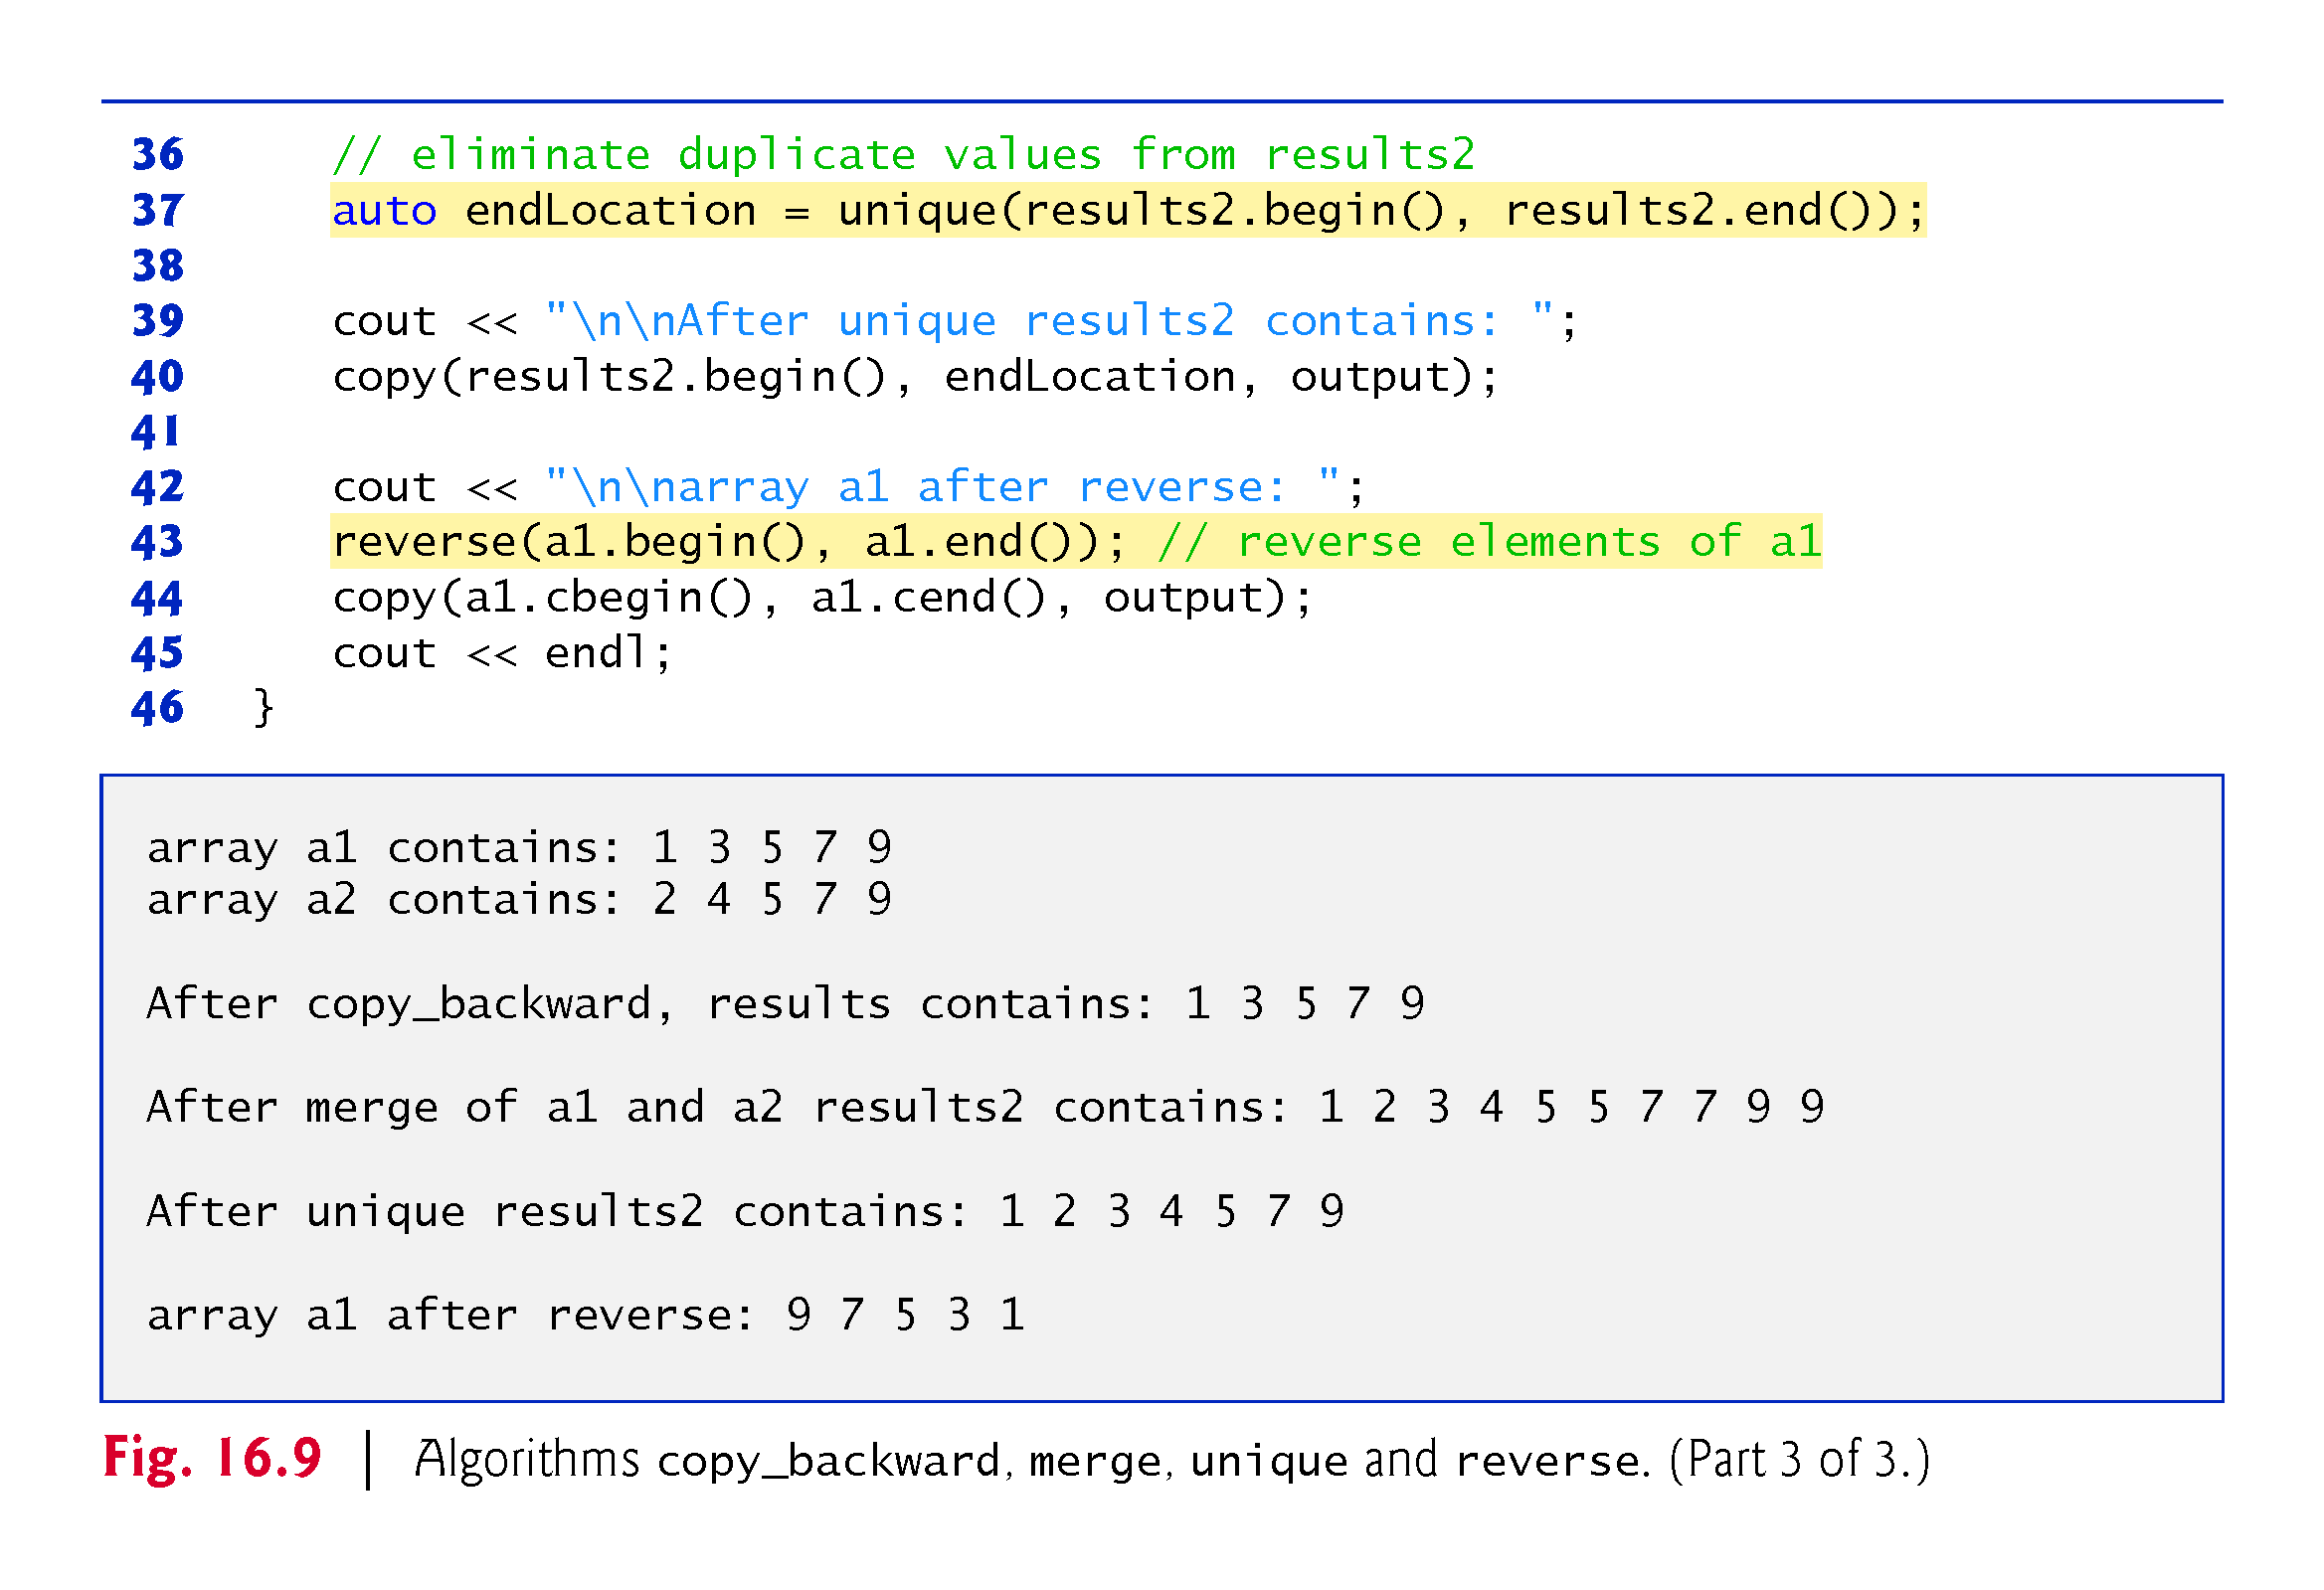 36 // eliminate duplicate values from results2
37 auto endLocation = unique(results2.begin(), results2.end());
38
39 cout << "\n\nAfter unique results2 contains: ";
40 copy(results2.begin(), endLocation, output);
41
42 cout << "\n\narray a1 after reverse: ";
43 reverse(a1.begin(), a1.end()); // reverse elements of a1
44 copy(a1.cbegin(), a1.cend(), output);
45 cout << endl;
46 }
array a1 contains: 1 3 5 7 9
array a2 contains: 2 4 5 7 9
After copy_backward, results contains: 1 3 5 7 9
After merge of a1 and a2 results2 contains: 1 2 3 4 5 5 7 7 9 9
After unique results2 contains: 1 2 3 4 5 7 9
array a1 after reverse: 9 7 5 3 1
Fig. 16.9 | Algorithms copy_backward, merge, unique and reverse. (Part 3 of 3.)